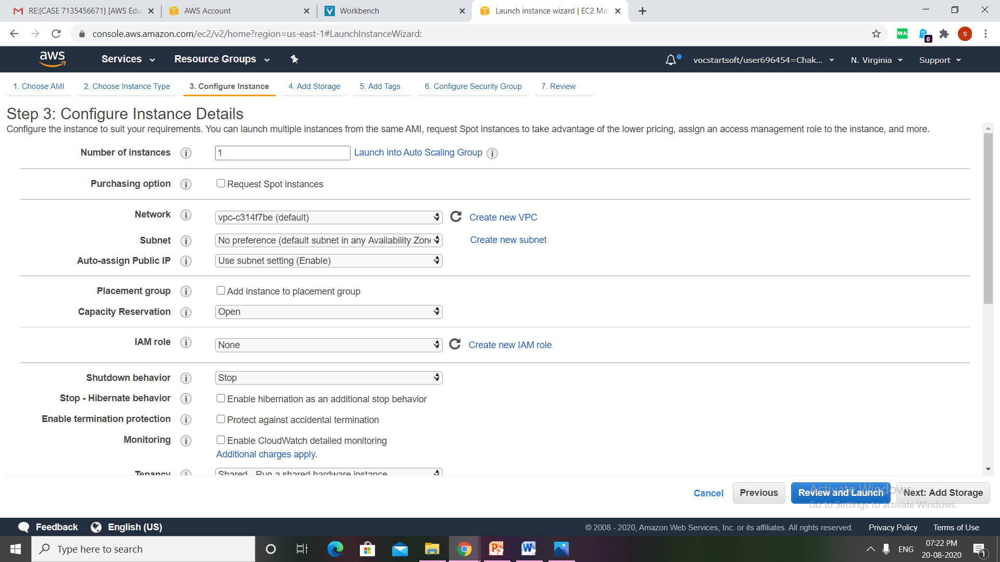 RE:[CASE 7135456671] [AWS Edu
AWS Account
Workbench
Launch instance wizard | EC2 Ma
console.aws.amazon.com/ec2/v2/home?region=us-east-1#LaunchInstanceWizard:
WA
0
s
aws
Services
Resource Groups
vocstartsoft/user696454=Chak...
N. Virginia
Support
1. Choose AMI
2. Choose Instance Type
3. Configure Instance
4. Add Storage
5. Add Tags
6. Configure Security Group
7. Review
Step 3: Configure Instance Details
Configure the instance to suit your requirements. You can launch multiple instances from the same AMI, request Spot instances to take advantage of the lower pricing, assign an access management role to the instance, and more.
Number of instances
1
Launch into Auto Scaling Group
Purchasing option
Request Spot instances
Network
vpc-c314f7be (default)
Create new VPC
Subnet
No preference (default subnet in any Availability Zone
Create new subnet
Auto-assign Public IP
Use subnet setting (Enable)
Placement group
Add instance to placement group
Capacity Reservation
Open
IAM role
None
Create new IAM role
Shutdown behavior
Stop
Stop - Hibernate behavior
Enable hibernation as an additional stop behavior
Enable termination protection
Protect against accidental termination
Monitoring
Enable CloudWatch detailed monitoring
Additional charges apply.
Tenancy
Shared - Run a shared hardware instance
Cancel
Previous
Review and Launch
Next: Add Storage
Activate Windows
Go to Settings to activate Windows.
Feedback
English (US)
© 2008 - 2020, Amazon Web Services, Inc. or its affiliates. All rights reserved.
Privacy Policy
Terms of Use
Type here to search
ENG
07:22 PM
20-08-2020
1